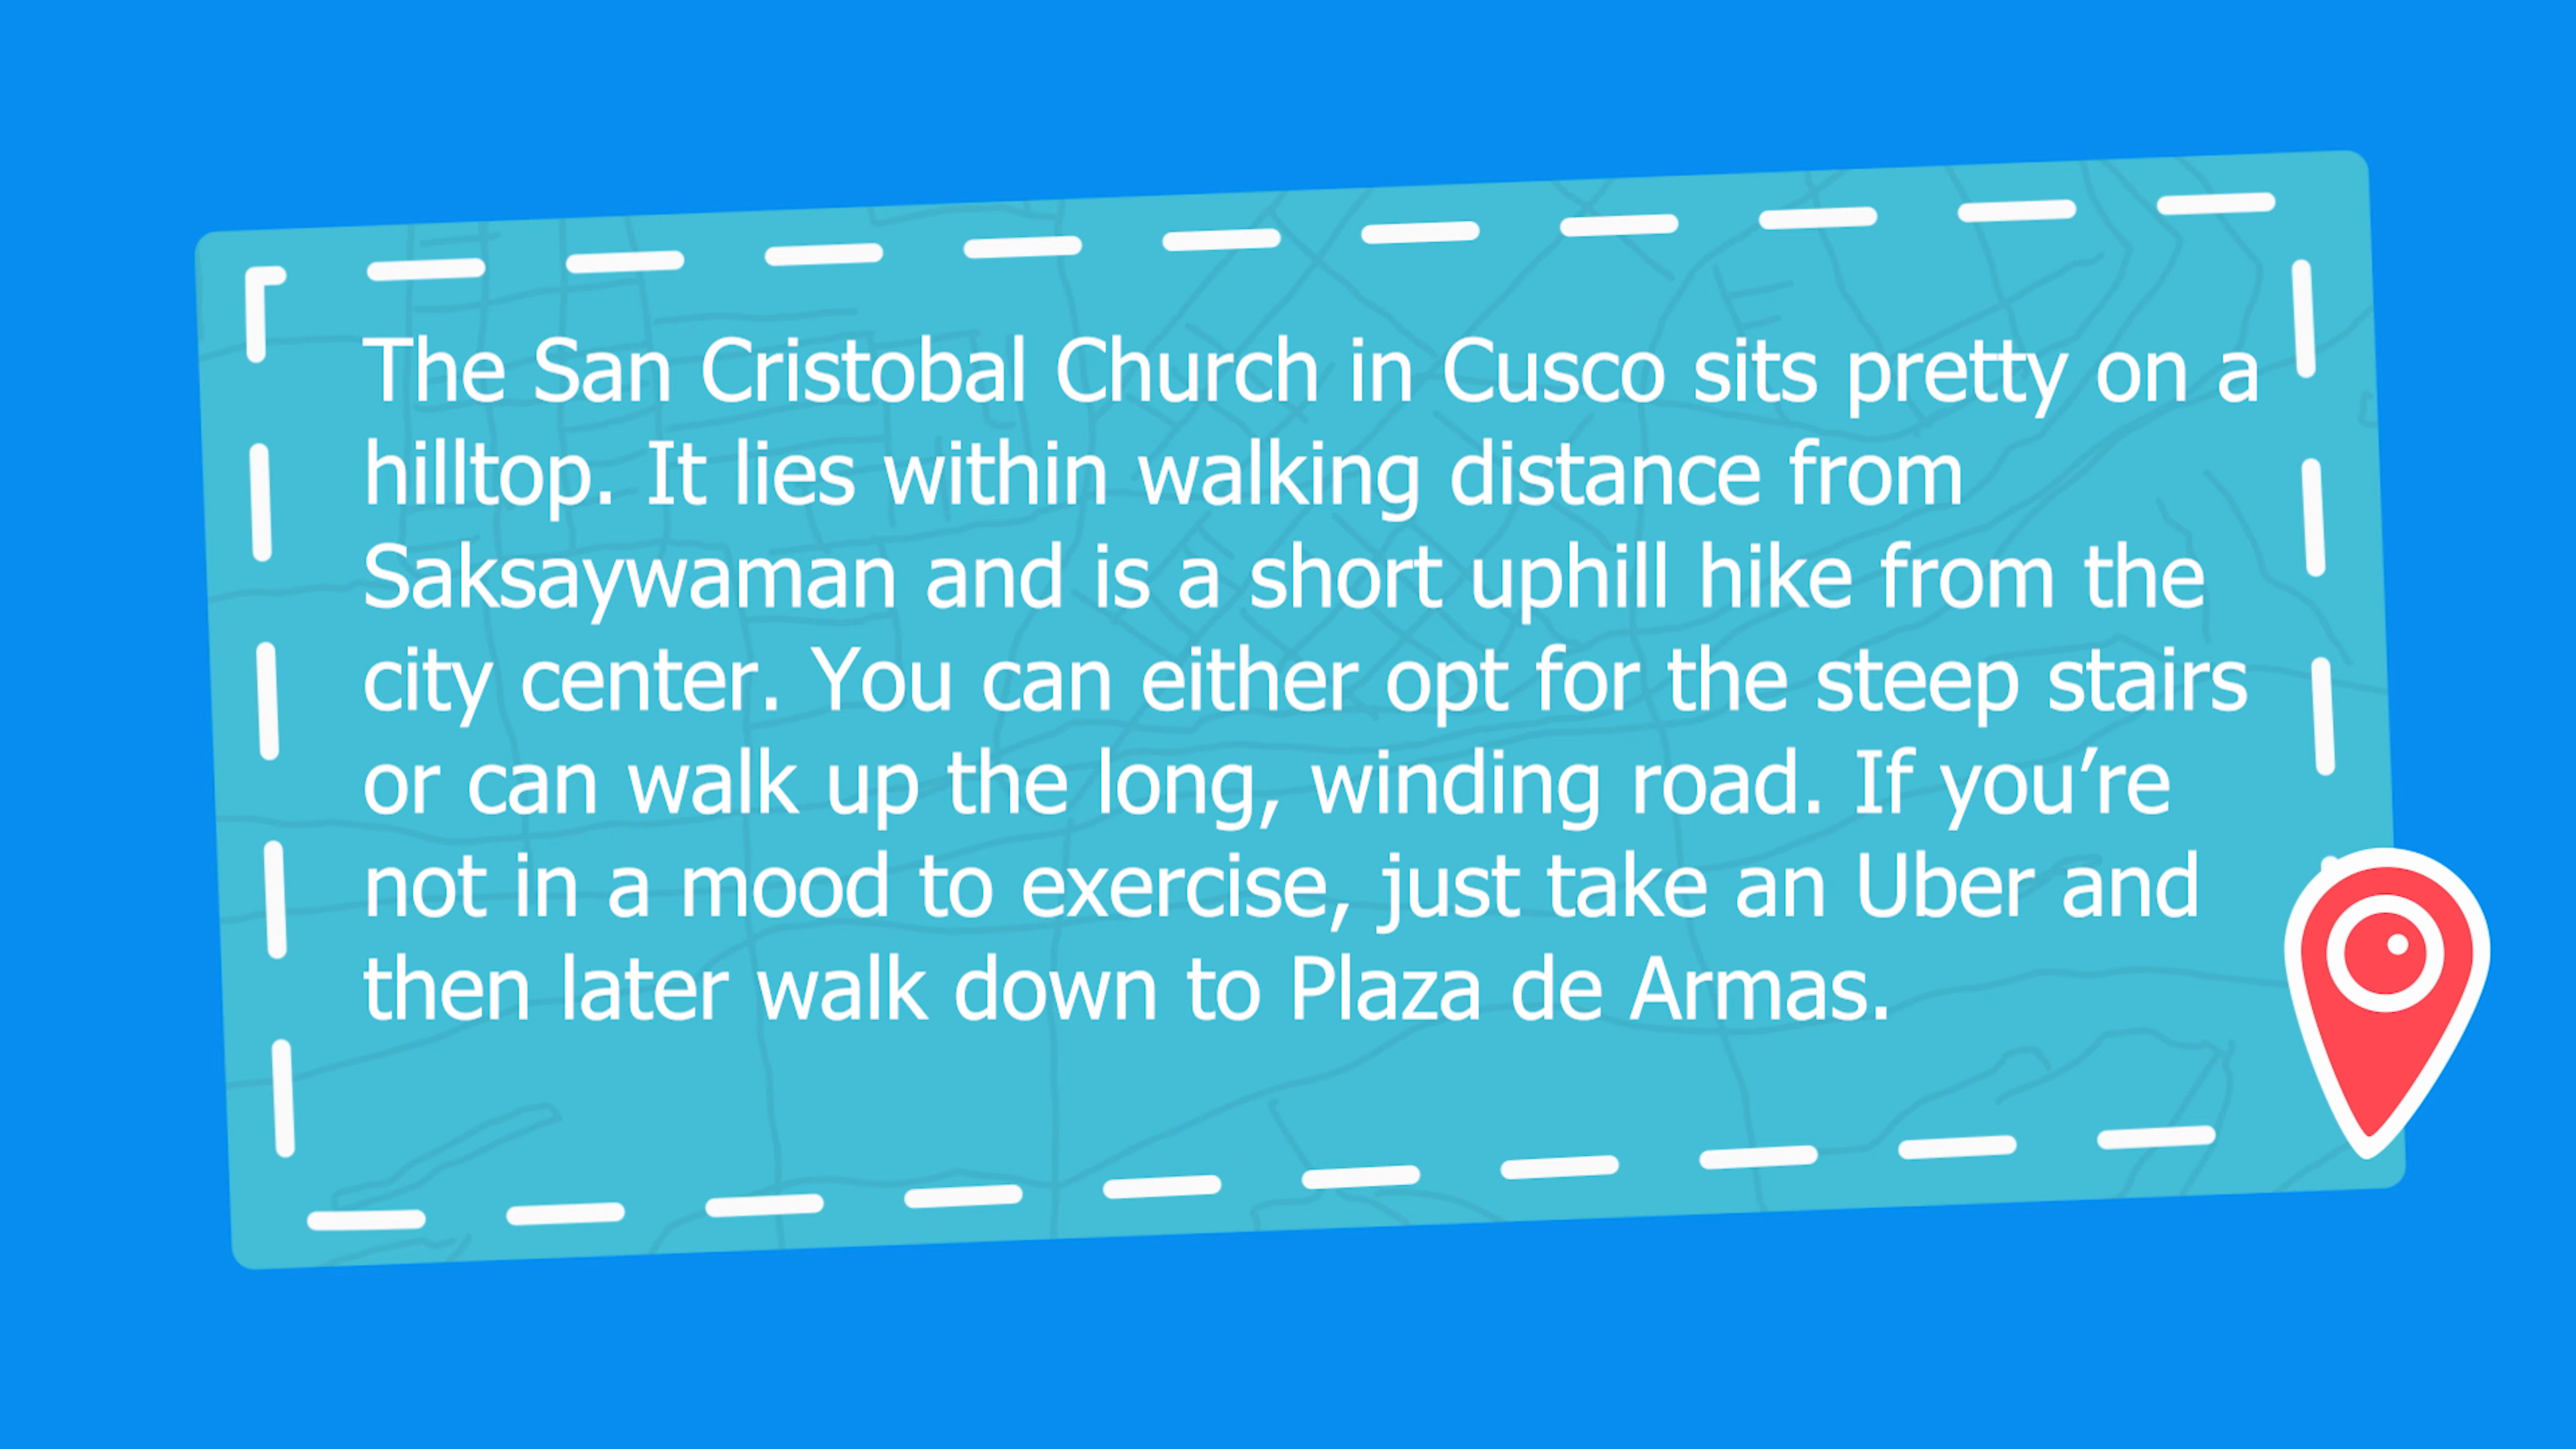 The San Cristobal Church in Cusco sits pretty on a
hilltop. It lies within walking distance from
Saksaywaman and is a short uphill hike from the
city center. You can either opt for the steep stairs
or can walk up the long, winding road. If you’re
not in a mood to exercise, just take an Uber and
then later walk down to Plaza de Armas.